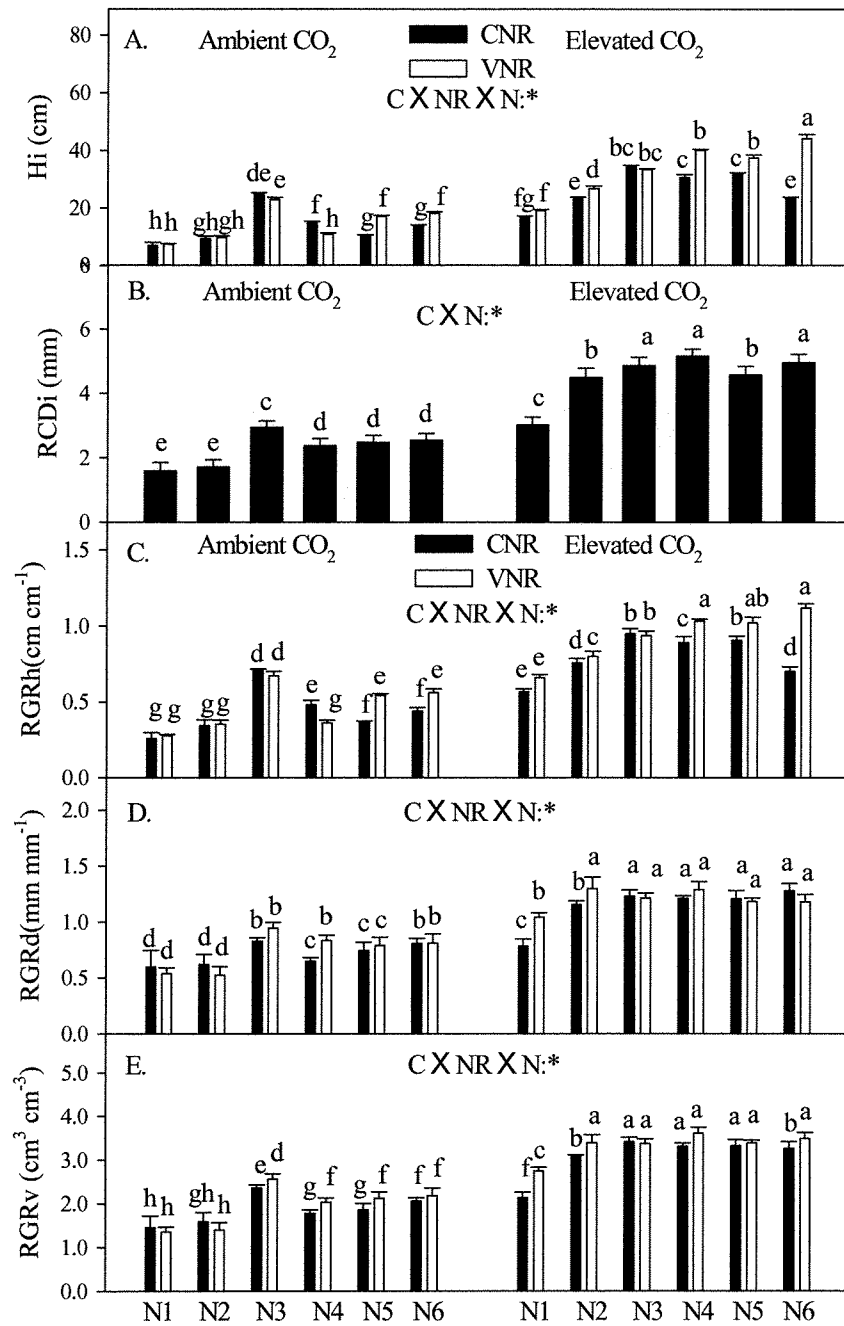 A. Ambient CO2 CNR Elevated CO2
VNR
C X NR X N:*
Hi (cm)
80
60
40
20
0
h h gh gh de e f h g f g f fg f e d bc bc c b c b e a
B. Ambient CO2 Elevated CO2
C X N:*
RCDi (mm)
6
4
2
0
e e c d d d c b a a b a
C. Ambient CO2 CNR Elevated CO2
VNR
C X NR X N:*
RGRh(cm cm-1)
1.5
1.0
0.5
0.0
g g g g d d e g f e f e e e d c b b c a b ab d a
D. C X NR X N:*
RGRd(mm mm-1)
2.0
1.5
1.0
0.5
0.0
d d d d b b c b c c b b c b b a a a a a a a a a
E. C X NR X N:*
RGRv (cm3 cm-3)
5.0
4.0
3.0
2.0
1.0
0.0
h h gh h e d g f g f f f f c b a a a a a a a b a
N1 N2 N3 N4 N5 N6 N1 N2 N3 N4 N5 N6